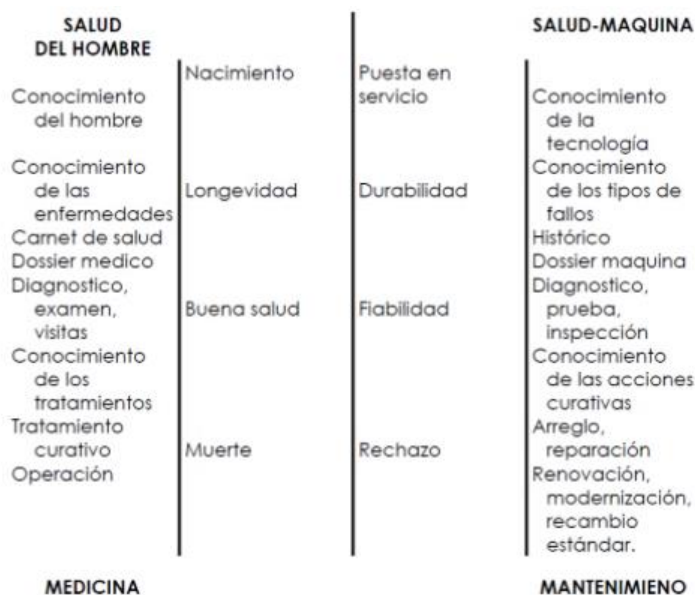 SALUD
DEL HOMBRE
Conocimiento
del hombre
Conocimiento
de las
enfermedades
Carnet de salud
Dossier medico
Diagnostico,
examen,
visitas
Conocimiento
de los
tratamientos
Tratamiento
curativo
Operación
MEDICINA
Nacimiento
Longevidad
Buena salud
Muerte
Puesta en
servicio
Durabilidad
Fiabilidad
Rechazo
SALUD-MAQUINA
Conocimiento
de la
tecnología
Conocimiento
de los tipos de
fallos
Histórico
Dossier maquina
Diagnostico,
prueba,
inspección
Conocimiento
de las acciones
curativas
Arreglo,
reparación
Renovación,
modernización,
recambio
estándar.
MANTENIMIENO